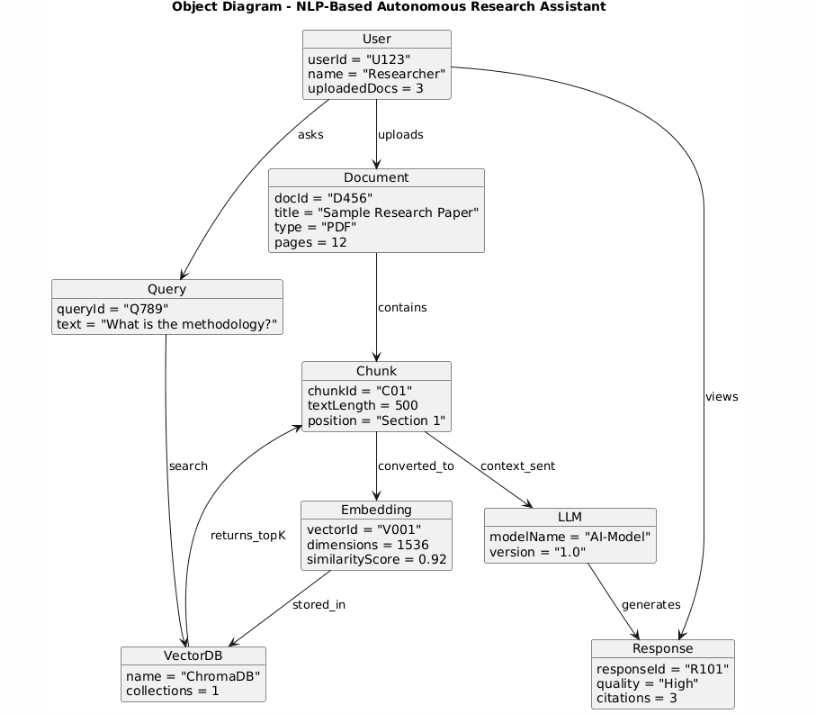 Object Diagram - NLP-Based Autonomous Research Assistant
User
userId = "U123"
name = "Researcher"
uploadedDocs = 3
asks
uploads
Document
docId = "D456"
title = "Sample Research Paper"
type = "PDF"
pages = 12
Query
queryId = "Q789"
text = "What is the methodology?"
contains
Chunk
chunkId = "C01"
textLength = 500
position = "Section 1"
views
search
converted_to
context_sent
returns_topK
Embedding
vectorId = "V001"
dimensions = 1536
similarityScore = 0.92
LLM
modelName = "AI-Model"
version = "1.0"
stored_in
generates
VectorDB
name = "ChromaDB"
collections = 1
Response
responseId = "R101"
quality = "High"
citations = 3